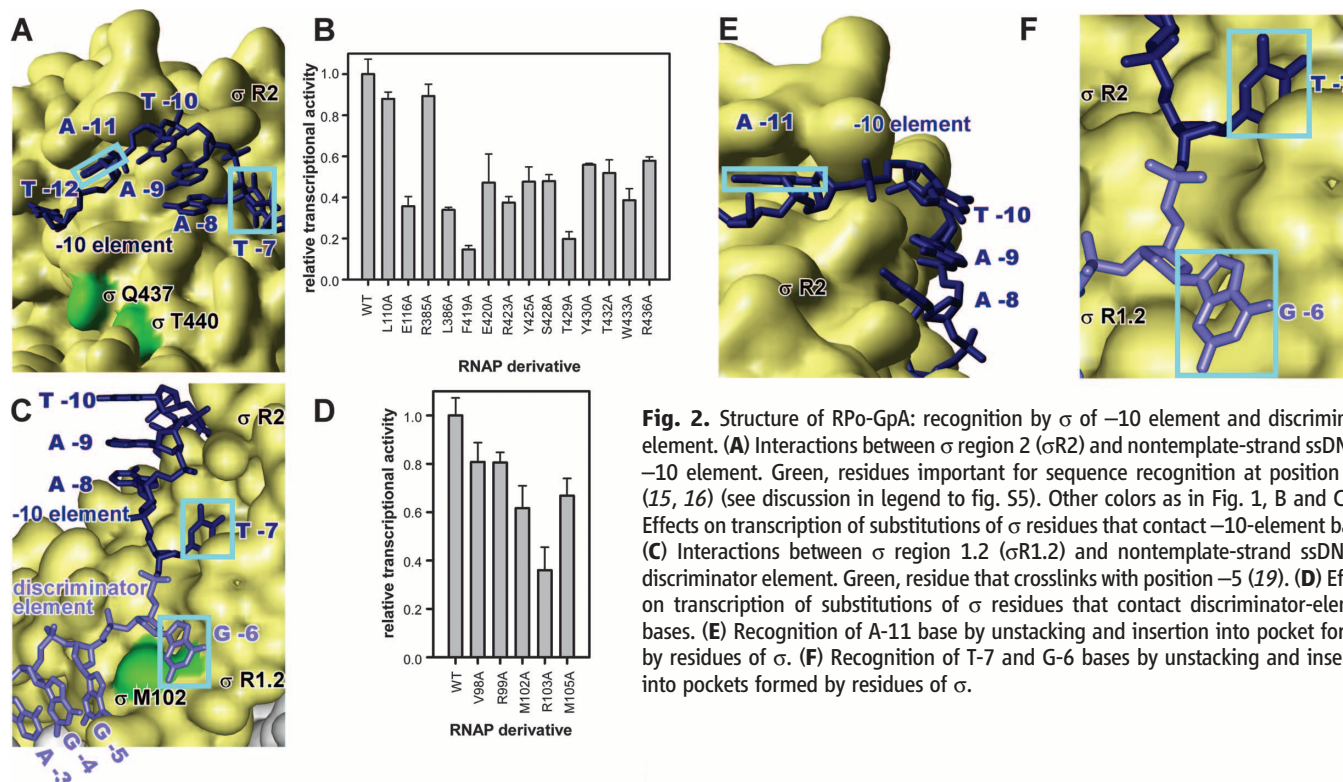 A
σ R2
T -10
A -11
T -12
A -9
A -8
T -7
-10 element
σ Q437
σ T440
B
relative transcriptional activity
1.0
0.8
0.6
0.4
0.2
0.0
WT
L110A
E116A
R385A
L386A
F419A
E420A
R423A
Y425A
S428A
T429A
Y430A
T432A
W433A
R436A
RNAP derivative
C
T -10
σ R2
A -9
A -8
-10 element
T -7
discriminator
element
G -6
σ R1.2
σ M102
G -5
G -4
D
relative transcriptional activity
1.0
0.8
0.6
0.4
0.2
0.0
WT
V98A
R99A
M102A
R103A
M105A
RNAP derivative
E
A -11
-10 element
T -10
A -9
A -8
σ R2
F
σ R2
σ R1.2
G -6
Fig. 2. Structure of RPo-GpA: recognition by σ of −10 element and discrimin
element. (A) Interactions between σ region 2 (σR2) and nontemplate-strand ssDN
−10 element. Green, residues important for sequence recognition at position
(15, 16) (see discussion in legend to fig. S5). Other colors as in Fig. 1, B and C
Effects on transcription of substitutions of σ residues that contact −10-element ba
(C) Interactions between σ region 1.2 (σR1.2) and nontemplate-strand ssDN
discriminator element. Green, residue that crosslinks with position −5 (19). (D) Ef
on transcription of substitutions of σ residues that contact discriminator-elen
bases. (E) Recognition of A-11 base by unstacking and insertion into pocket for
by residues of σ. (F) Recognition of T-7 and G-6 bases by unstacking and inser
into pockets formed by residues of σ.